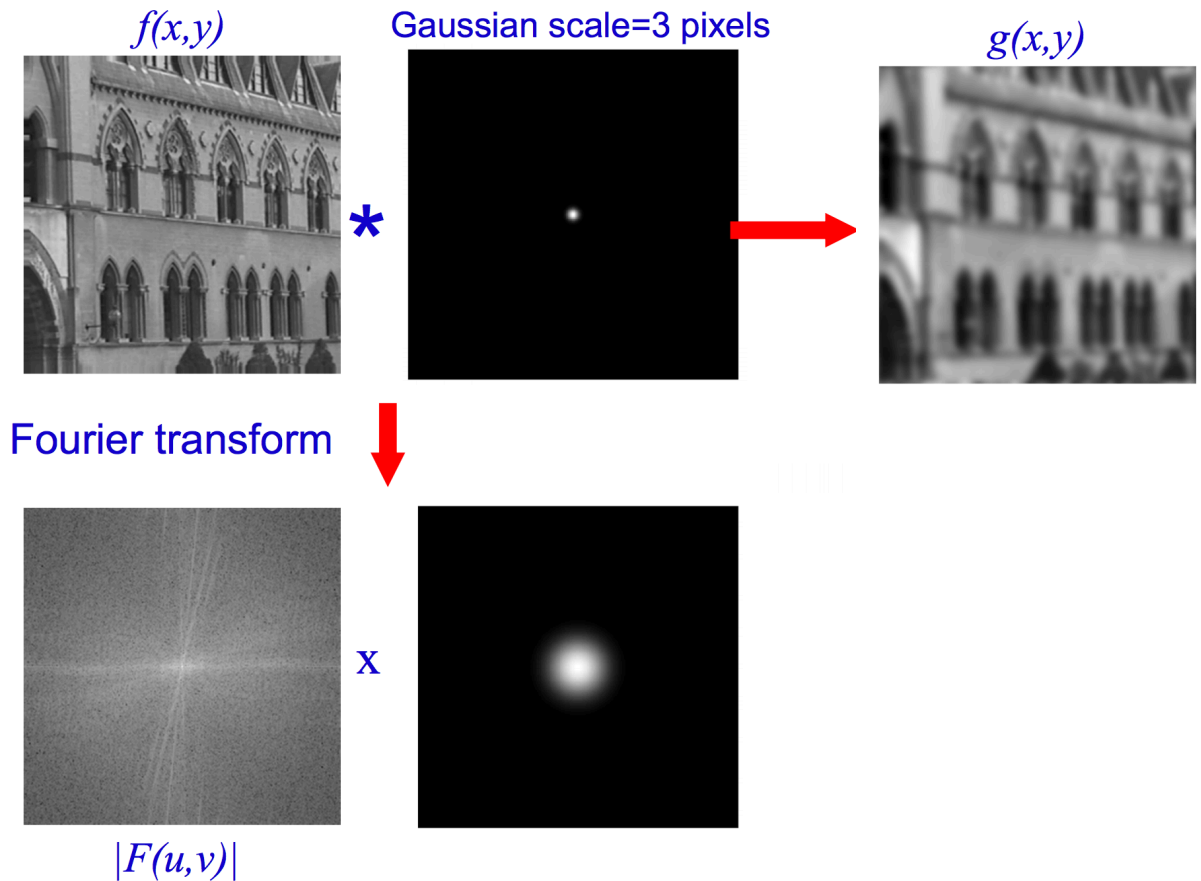 f(x,y)
Gaussian scale=3 pixels
g(x,y)
*
Fourier transform
x
|F(u,v)|